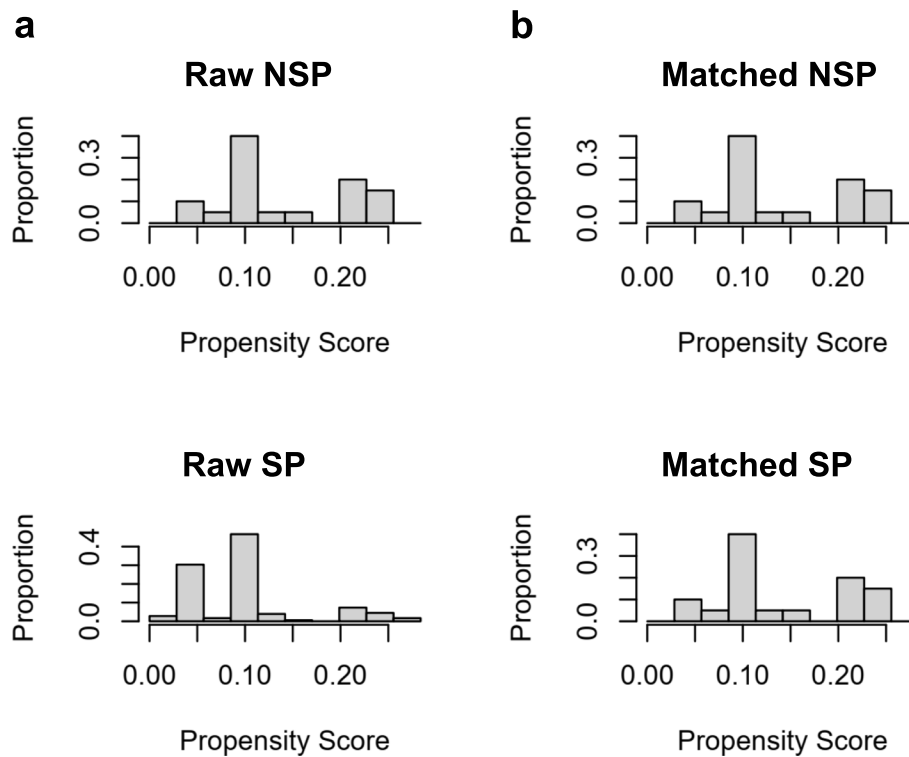 a
Raw NSP
Proportion
0.3
0.0
0.00 0.10 0.20
Propensity Score
b
Matched NSP
Proportion
0.3
0.0
0.00 0.10 0.20
Propensity Score
Raw SP
Proportion
0.4
0.0
0.00 0.10 0.20
Propensity Score
Matched SP
Proportion
0.3
0.0
0.00 0.10 0.20
Propensity Score